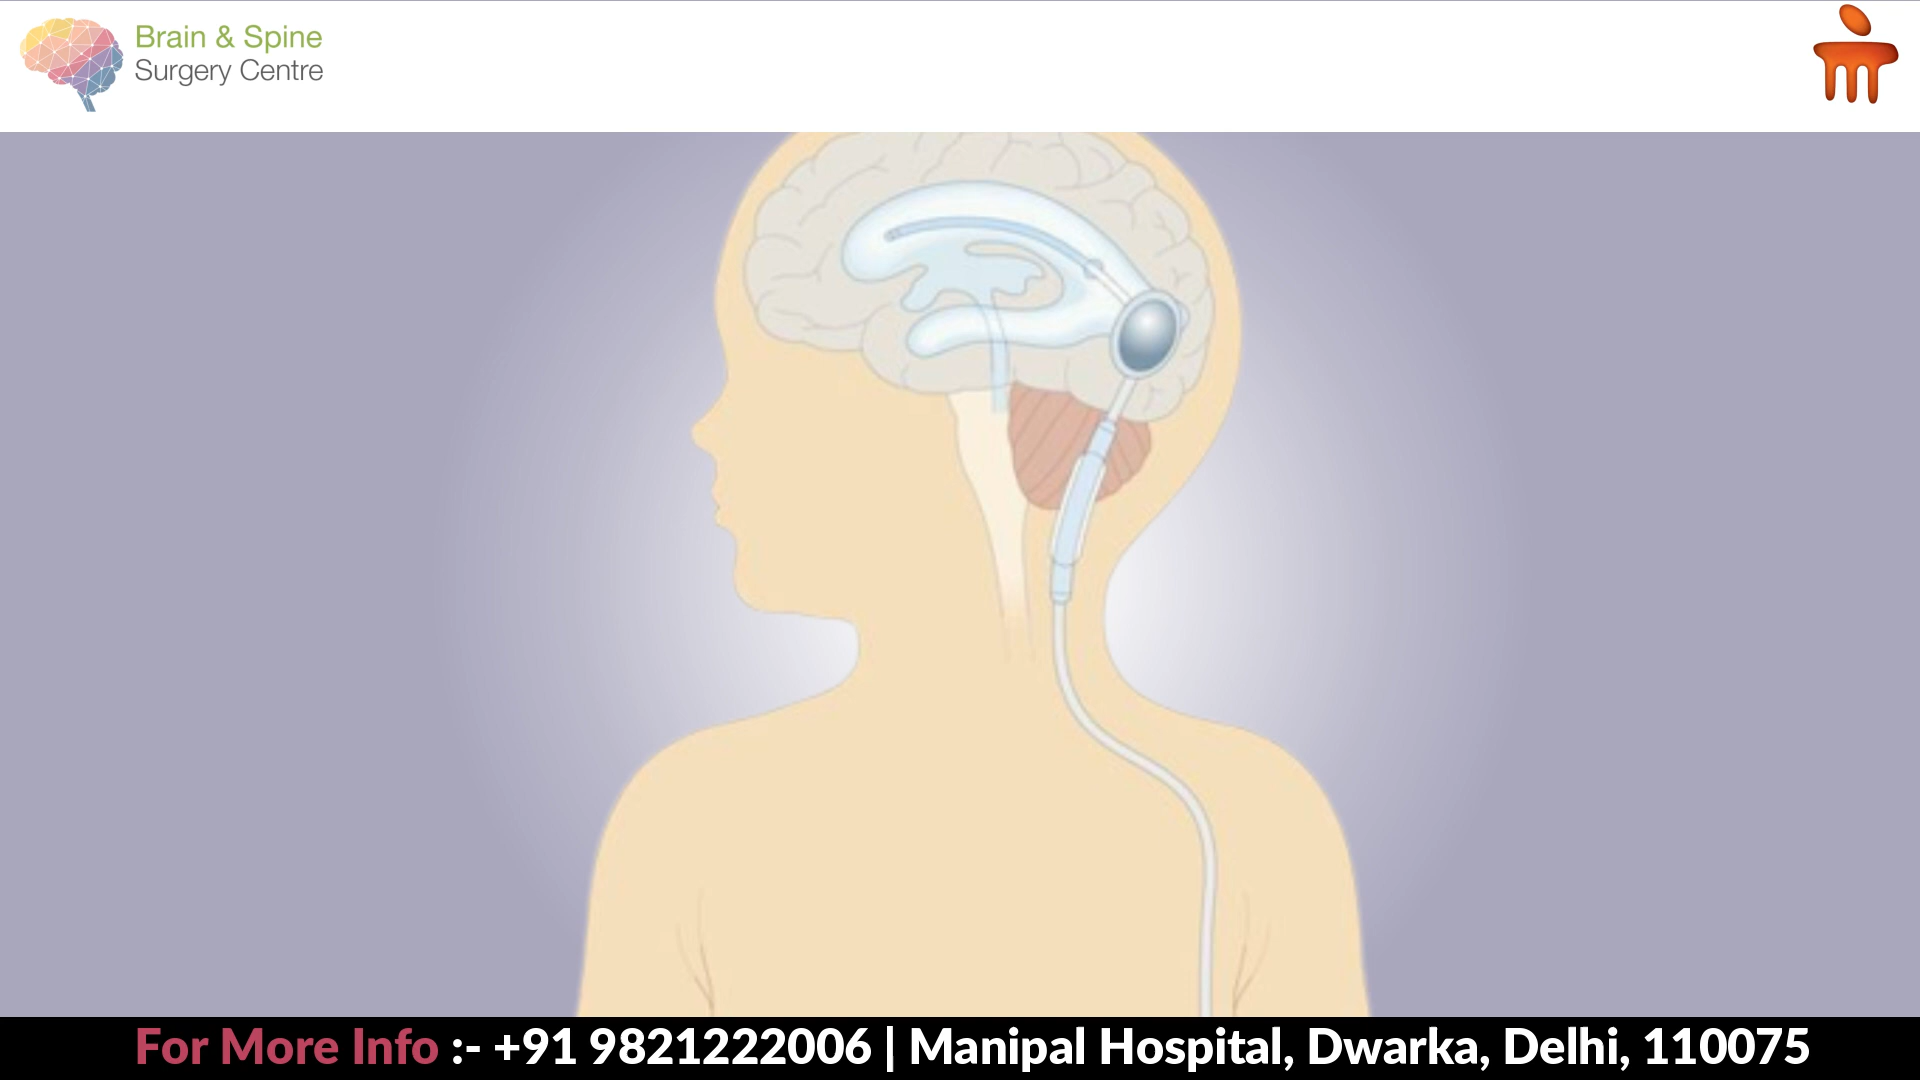 Brain & Spine
Surgery Centre
For More Info :- +91 9821222006 | Manipal Hospital, Dwarka, Delhi, 110075